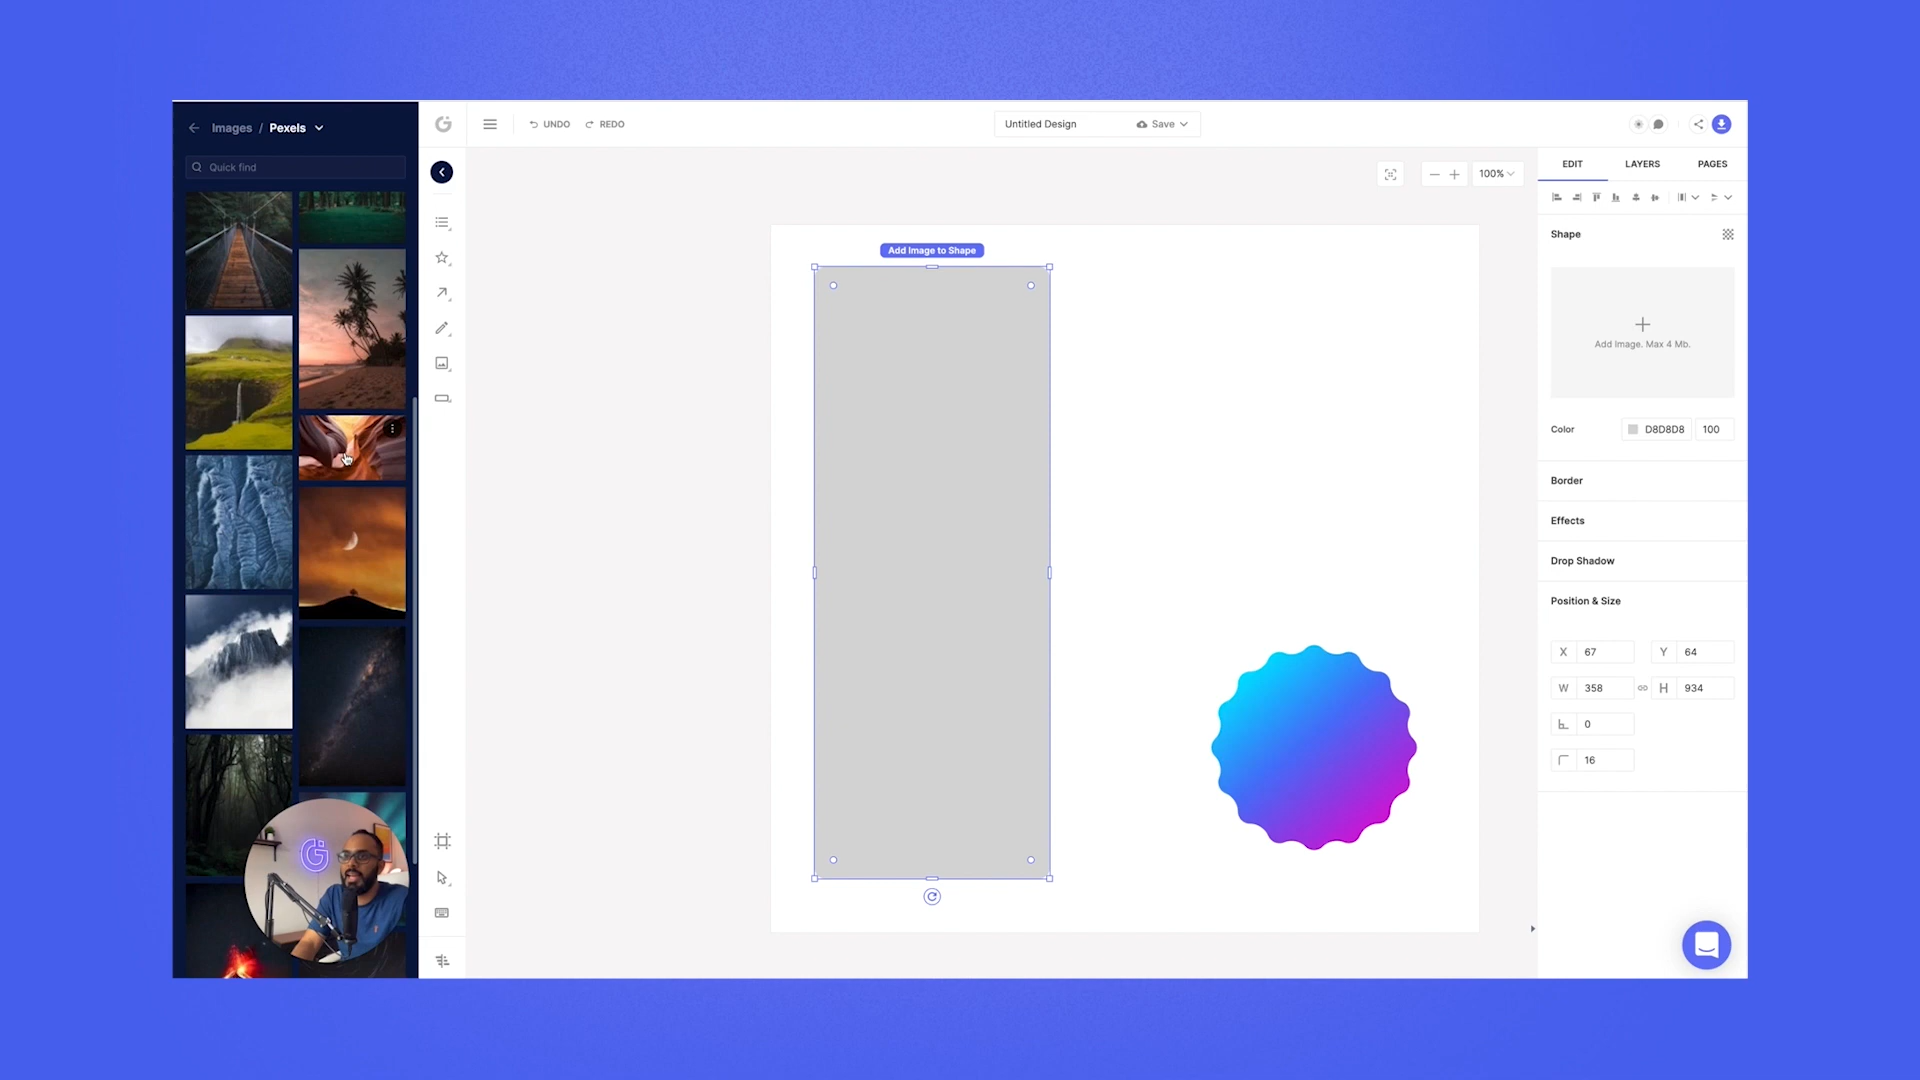 Images / Pexels
Quick find
UNDO
REDO
Untitled Design
Save
100%
EDIT
LAYERS
PAGES
Add Image to Shape
Shape
Add Image. Max 4 Mb.
Color
D8D8D8
100
Border
Effects
Drop Shadow
Position & Size
X 67
Y 64
W 358
H 934
0
16